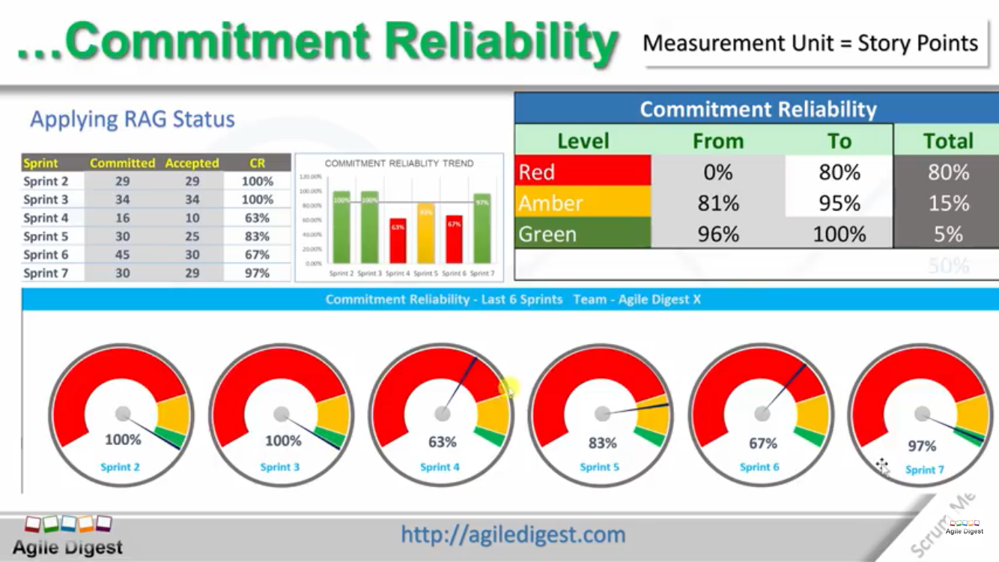 ...Commitment Reliability
Measurement Unit = Story Points
Applying RAG Status
Sprint Committed Accepted CR
Sprint 2 29 29 100%
Sprint 3 34 34 100%
Sprint 4 16 10 63%
Sprint 5 30 25 83%
Sprint 6 45 30 67%
Sprint 7 30 29 97%
COMMITMENT RELIABLITY TREND
120.00%
100.00%
80.00%
60.00%
40.00%
20.00%
0.00%
100% 100% 63% 83% 67% 97%
Sprint 2 Sprint 3 Sprint 4 Sprint 5 Sprint 6 Sprint 7
Commitment Reliability
Level From To Total
Red 0% 80% 80%
Amber 81% 95% 15%
Green 96% 100% 5%
50%
Commitment Reliability - Last 6 Sprints Team - Agile Digest X
100% 100% 63% 83% 67% 97%
Sprint 2 Sprint 3 Sprint 4 Sprint 5 Sprint 6 Sprint 7
Agile Digest
http://agiledigest.com
Scrum Me
Agile Digest